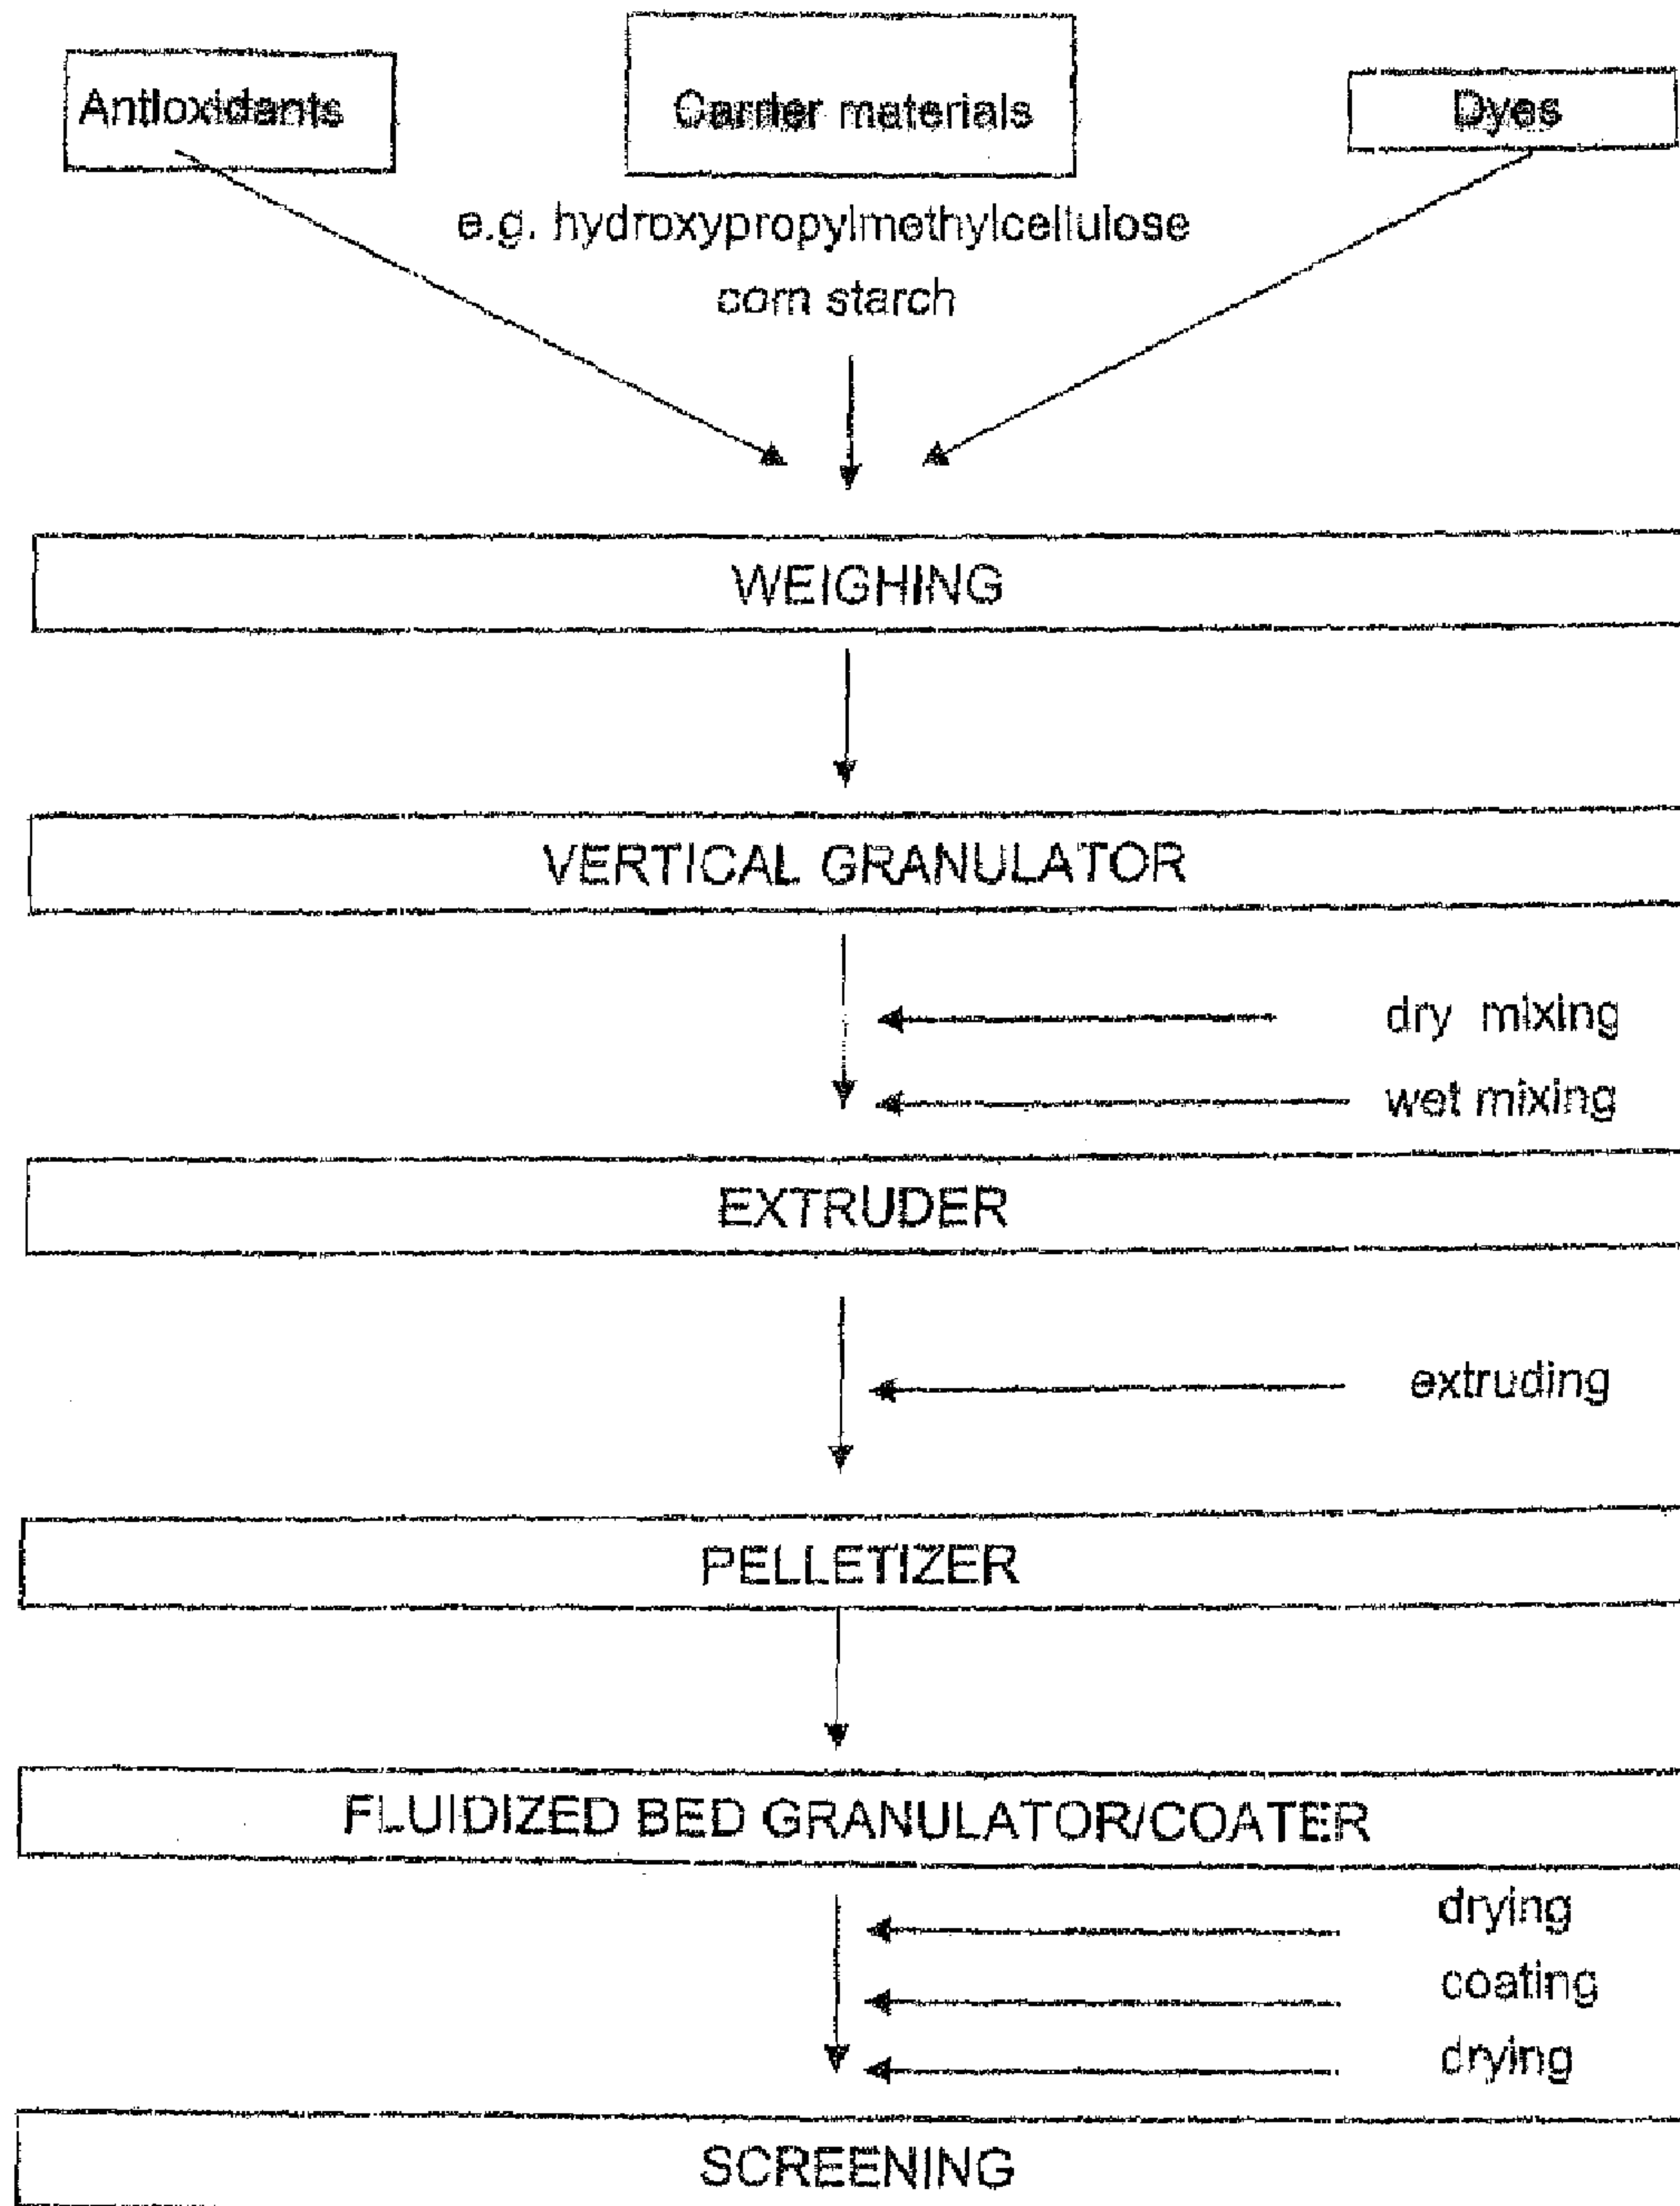 Antioxidants
Carrier materials
Dyes
e.g. hydroxypropylmethylcellulose
corn starch
WEIGHING
VERTICAL GRANULATOR
dry mixing
wet mixing
EXTRUDER
extruding
PELLETIZER
FLUIDIZED BED GRANULATOR/COATER
drying
coating
drying
SCREENING